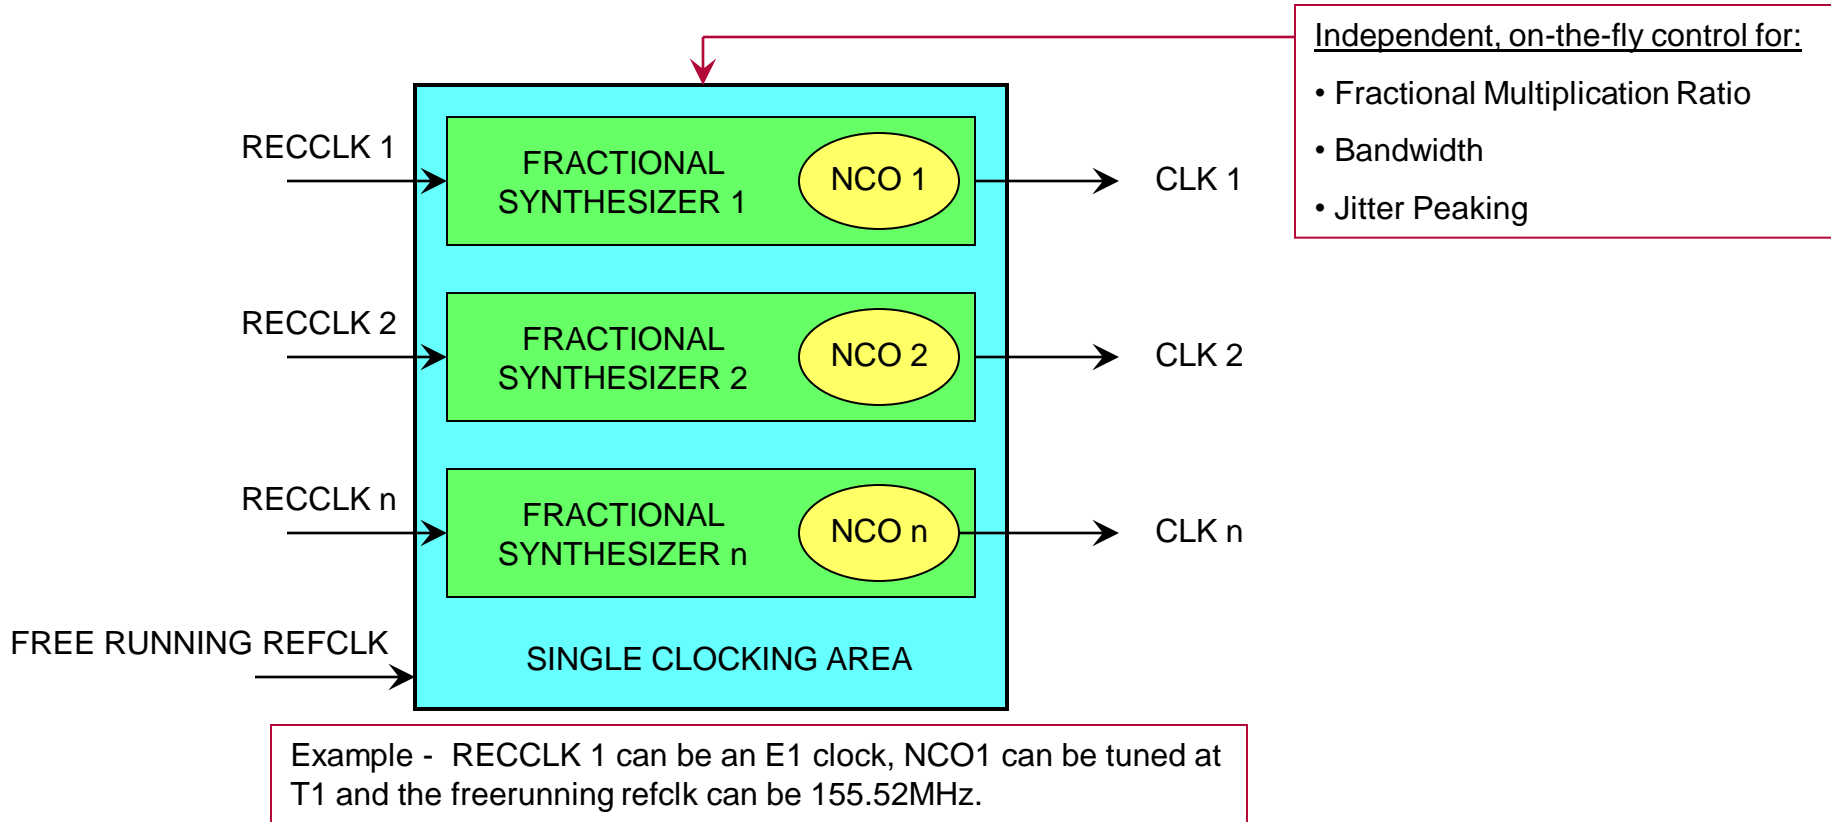 Independent, on-the-fly control for:
• Fractional Multiplication Ratio
• Bandwidth
• Jitter Peaking
RECCLK 1
FRACTIONAL
SYNTHESIZER 1
NCO 1
CLK 1
RECCLK 2
FRACTIONAL
SYNTHESIZER 2
NCO 2
CLK 2
RECCLK n
FRACTIONAL
SYNTHESIZER n
NCO n
CLK n
FREE RUNNING REFCLK
SINGLE CLOCKING AREA
Example - RECCLK 1 can be an E1 clock, NCO1 can be tuned at
T1 and the freerunning refclk can be 155.52MHz.